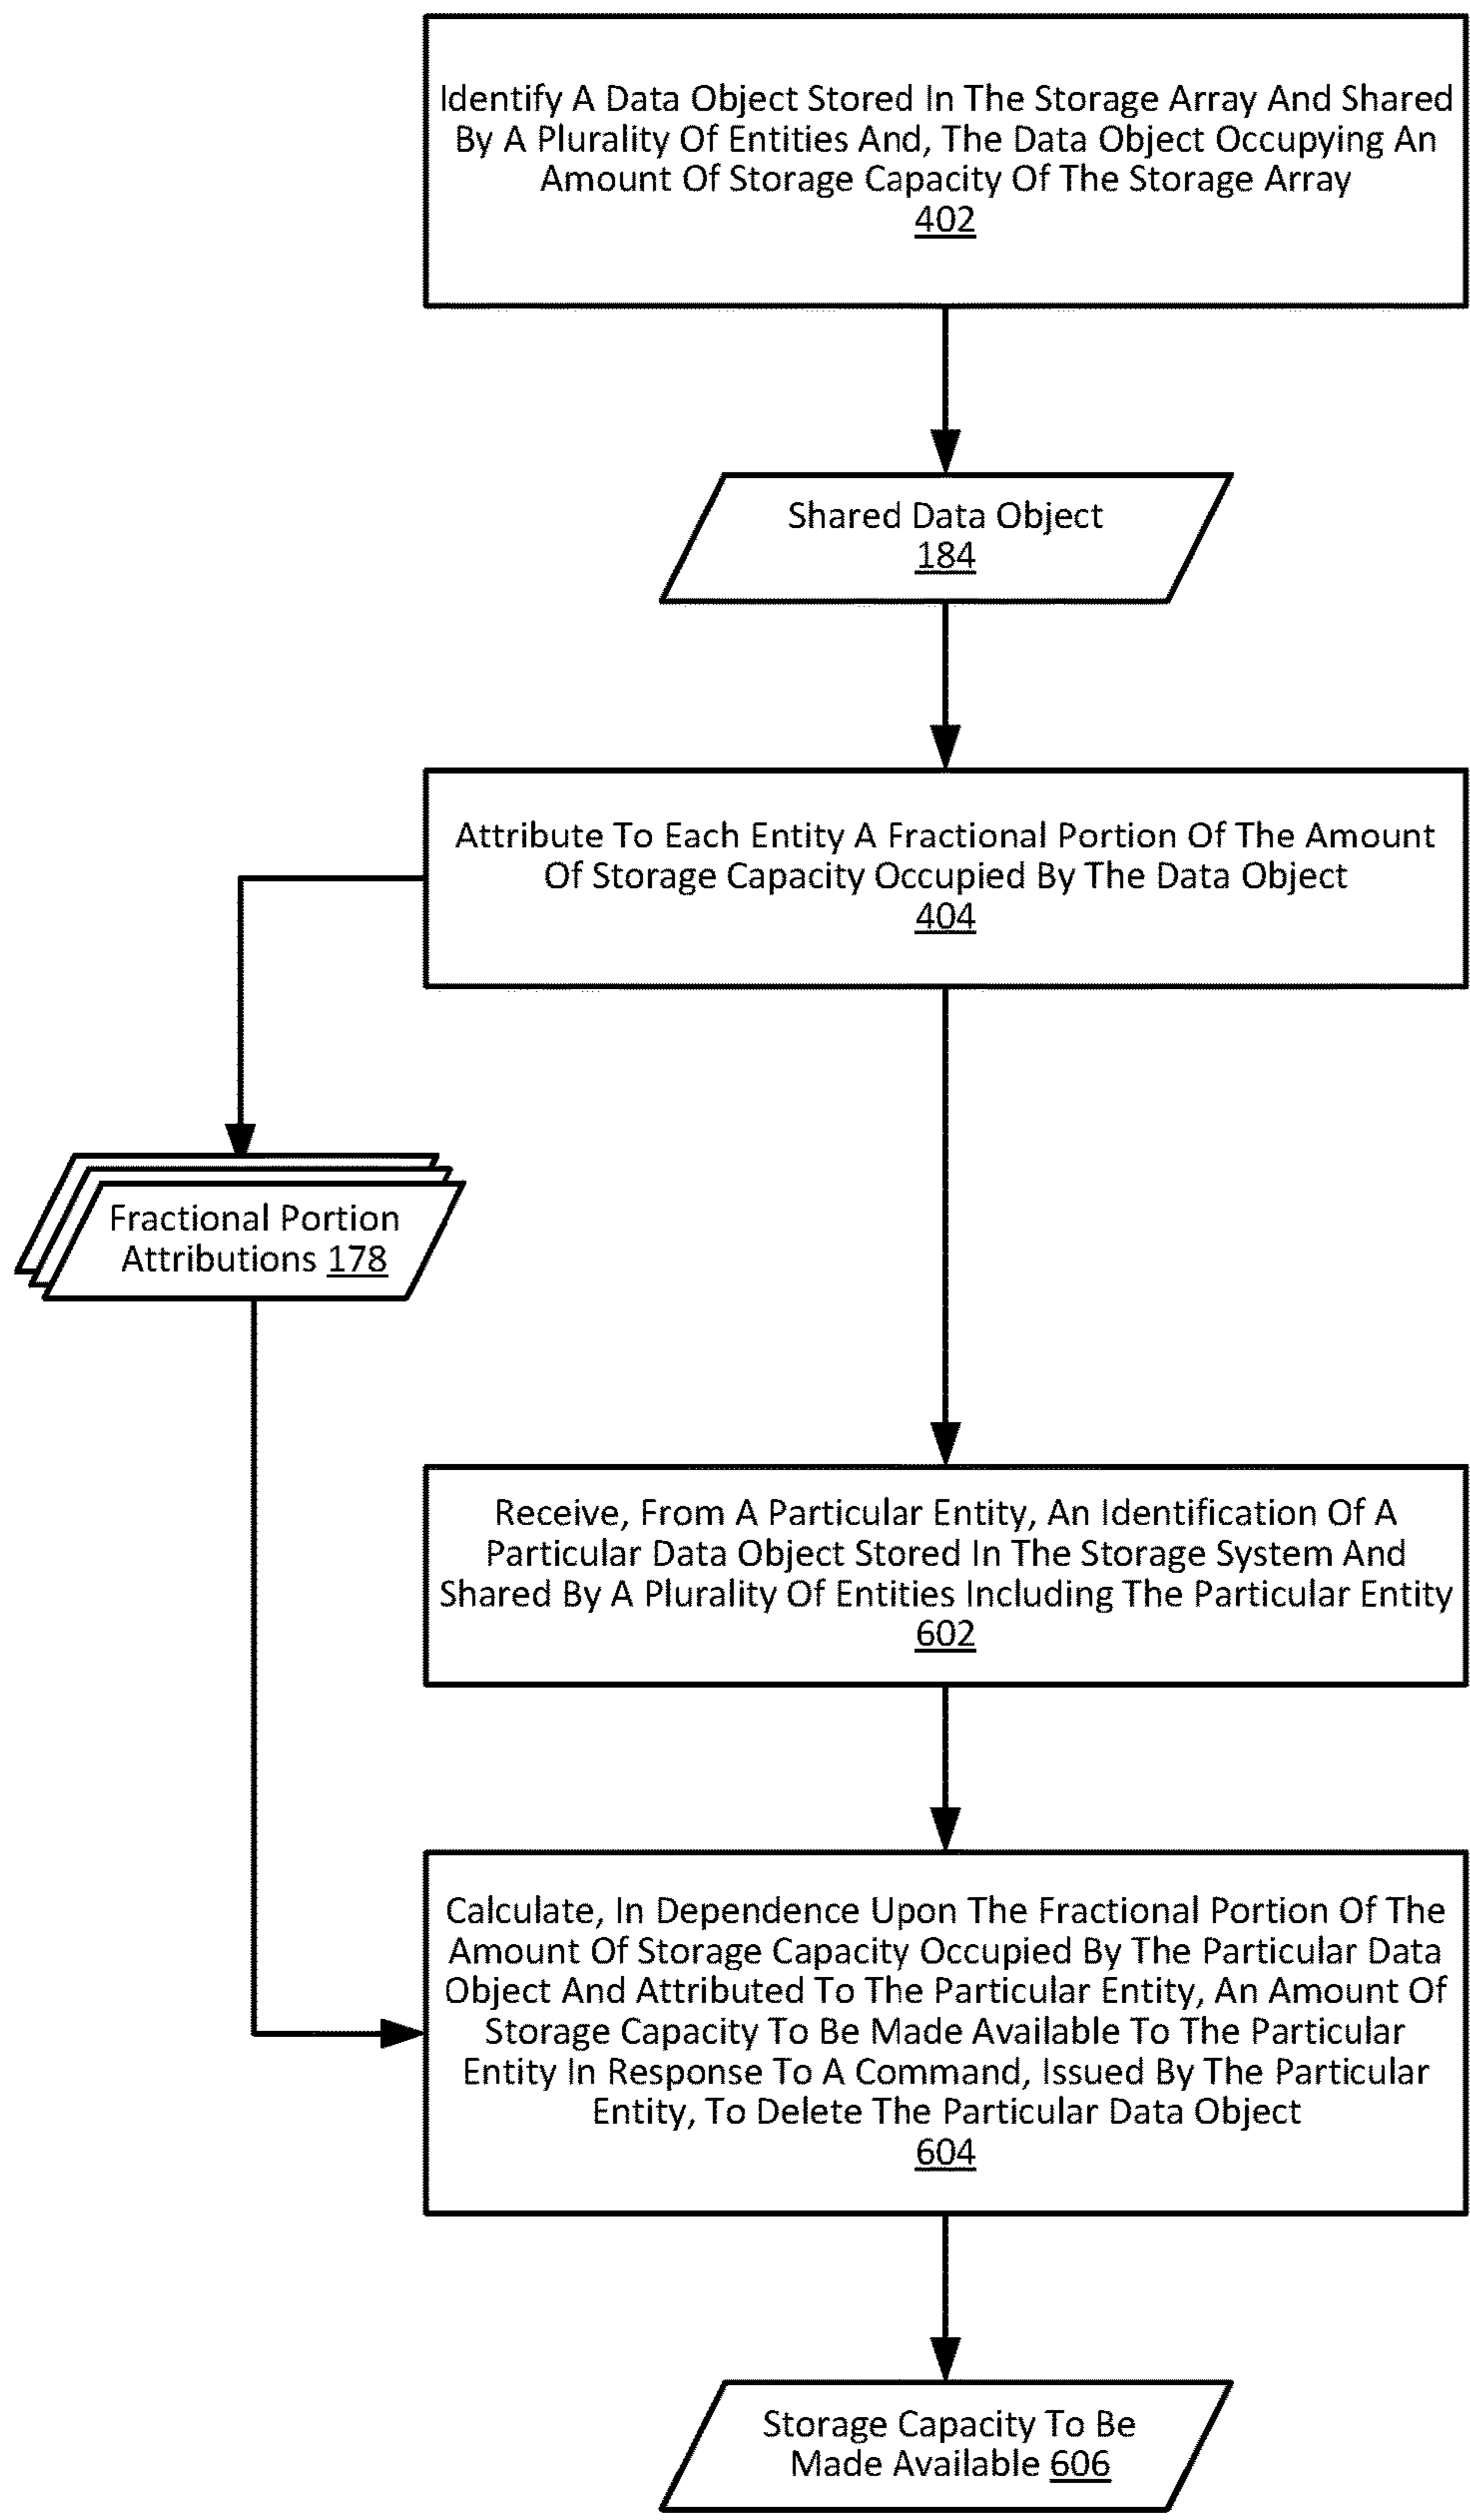 Identify A Data Object Stored In The Storage Array And Shared
By A Plurality Of Entities And, The Data Object Occupying An
Amount Of Storage Capacity Of The Storage Array
402
Shared Data Object
184
Attribute To Each Entity A Fractional Portion Of The Amount
Of Storage Capacity Occupied By The Data Object
404
Fractional Portion
Attributions 178
Receive, From A Particular Entity, An Identification Of A
Particular Data Object Stored In The Storage System And
Shared By A Plurality Of Entities Including The Particular Entity
602
Calculate, In Dependence Upon The Fractional Portion Of The
Amount Of Storage Capacity Occupied By The Particular Data
Object And Attributed To The Particular Entity, An Amount Of
Storage Capacity To Be Made Available To The Particular
Entity In Response To A Command, Issued By The Particular
Entity, To Delete The Particular Data Object
604
Storage Capacity To Be
Made Available 606